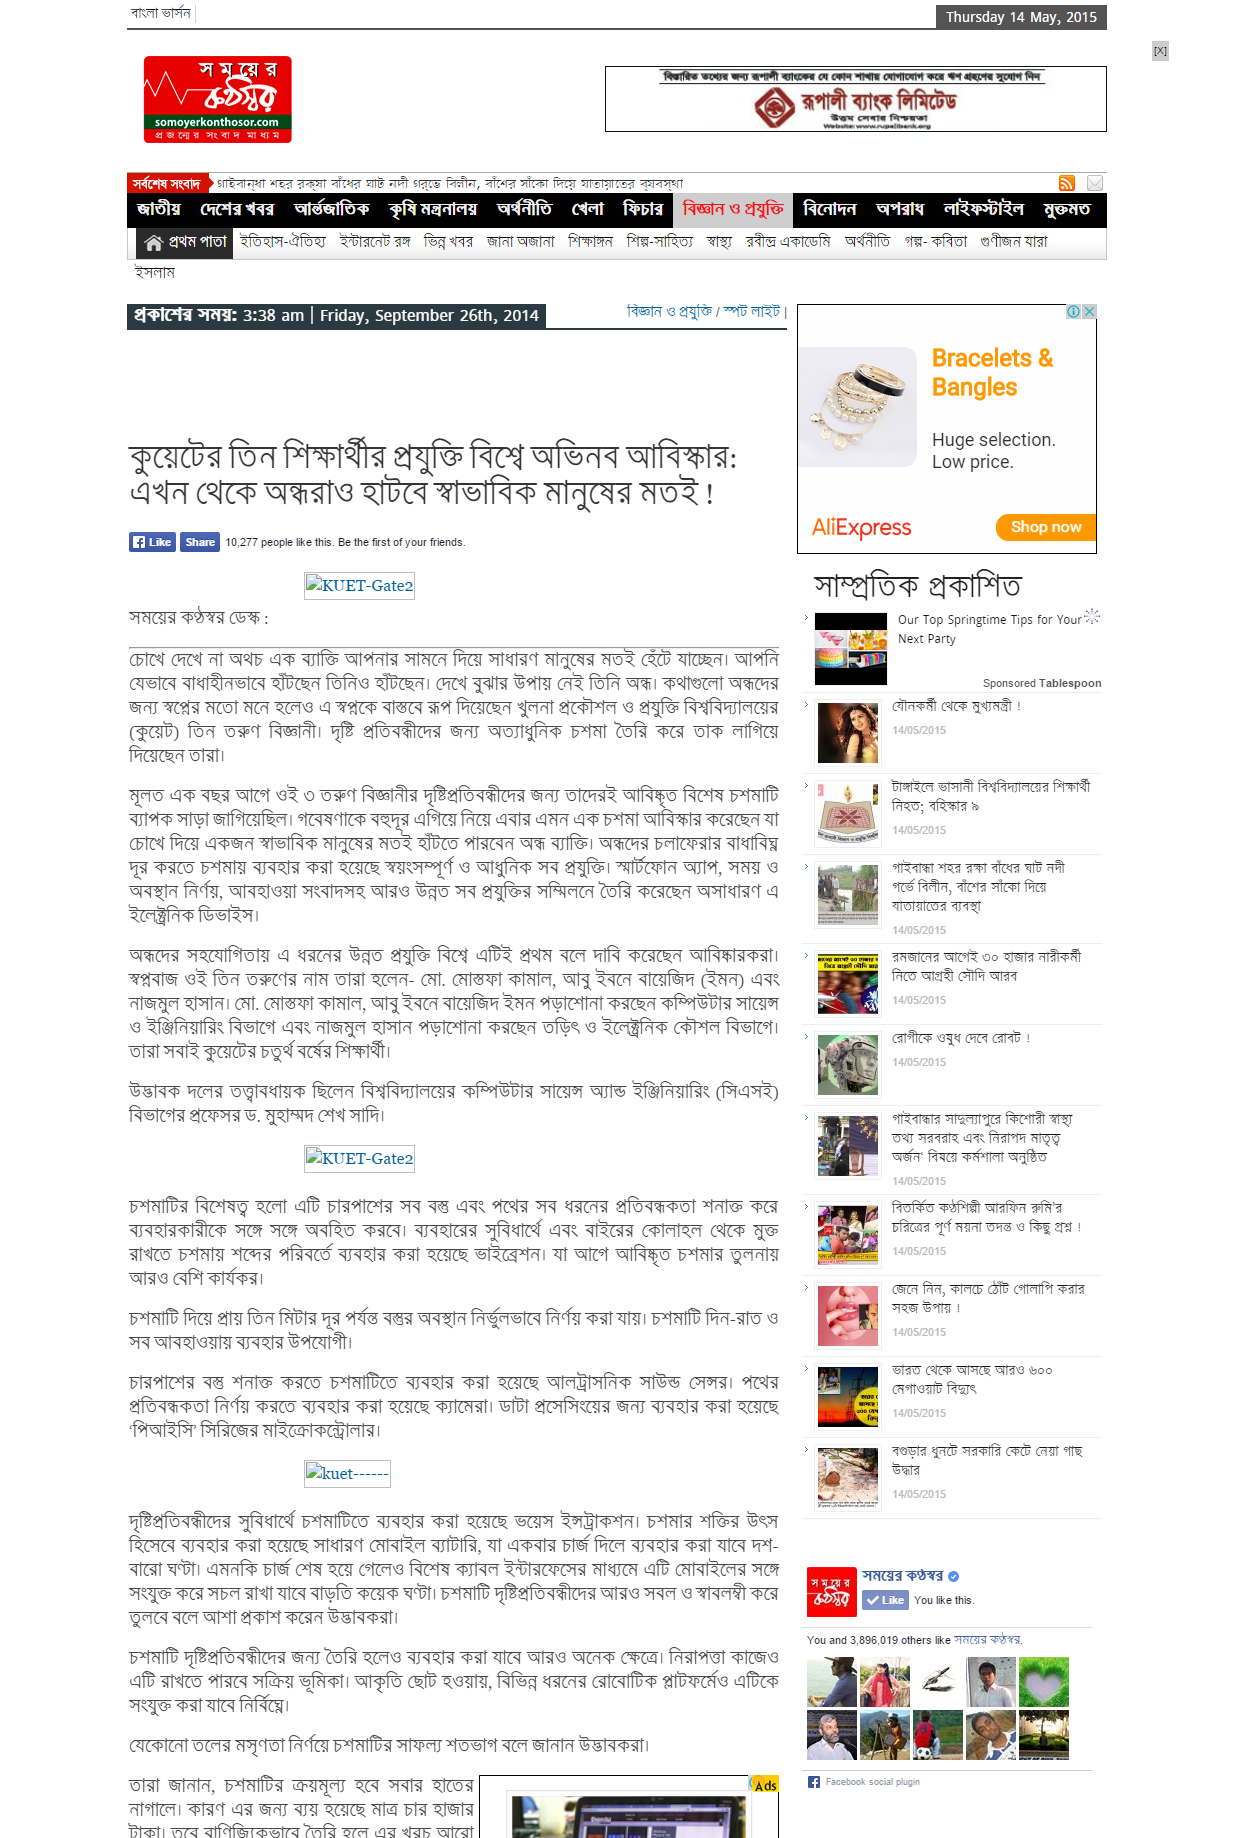 বাংলা ভার্সন
Thursday 14 May, 2015
[X]
সময়ের
কণ্ঠস্বর
somoyerkonthosor.com
প্রজন্মের সংবাদ মাধ্যম
বিস্তারিত তথ্যের জন্য রূপালী ব্যাংকের যে কোন শাখায় যোগাযোগ করে ঋণ গ্রহণের সুযোগ নিন
রূপালী ব্যাংক লিমিটেড
উত্তম সেবার নিশ্চয়তা
Website: www.rupalibank.org
সর্বশেষ সংবাদ গাইবান্ধা শহর রক্ষা বাঁধের ঘাট নদী গর্ভে বিলীন, বাঁশের সাঁকো দিয়ে যাতায়াতের ব্যবস্থা
জাতীয় দেশের খবর আর্ন্তজাতিক কৃষি মন্ত্রনালয় অর্থনীতি খেলা ফিচার বিজ্ঞান ও প্রযুক্তি বিনোদন অপরাধ লাইফস্টাইল মুক্তমত
প্রথম পাতা ইতিহাস-ঐতিহ্য ইন্টারনেট রঙ্গ ভিন্ন খবর জানা অজানা শিক্ষাঙ্গন শিল্প-সাহিত্য স্বাস্থ্য রবীন্দ্র একাডেমি অর্থনীতি গল্প- কবিতা গুণীজন যারা
ইসলাম
প্রকাশের সময়: 3:38 am | Friday, September 26th, 2014
বিজ্ঞান ও প্রযুক্তি / স্পট লাইট |
কুয়েটের তিন শিক্ষার্থীর প্রযুক্তি বিশ্বে অভিনব আবিস্কার:
এখন থেকে অন্ধরাও হাটবে স্বাভাবিক মানুষের মতই !
Like Share 10,277 people like this. Be the first of your friends.
KUET-Gate2
সময়ের কণ্ঠস্বর ডেস্ক :
চোখে দেখে না অথচ এক ব্যাক্তি আপনার সামনে দিয়ে সাধারণ মানুষের মতই হেঁটে যাচ্ছেন। আপনি
যেভাবে বাধাহীনভাবে হাঁটছেন তিনিও হাঁটছেন। দেখে বুঝার উপায় নেই তিনি অন্ধ। কথাগুলো অন্ধদের
জন্য স্বপ্নের মতো মনে হলেও এ স্বপ্নকে বাস্তবে রূপ দিয়েছেন খুলনা প্রকৌশল ও প্রযুক্তি বিশ্ববিদ্যালয়ের
(কুয়েট) তিন তরুণ বিজ্ঞানী। দৃষ্টি প্রতিবন্ধীদের জন্য অত্যাধুনিক চশমা তৈরি করে তাক লাগিয়ে
দিয়েছেন তারা।
মূলত এক বছর আগে ওই ৩ তরুণ বিজ্ঞানীর দৃষ্টিপ্রতিবন্ধীদের জন্য তাদেরই আবিষ্কৃত বিশেষ চশমাটি
ব্যাপক সাড়া জাগিয়েছিল। গবেষণাকে বহুদূর এগিয়ে নিয়ে এবার এমন এক চশমা আবিস্কার করেছেন যা
চোখে দিয়ে একজন স্বাভাবিক মানুষের মতই হাঁটতে পারবেন অন্ধ ব্যাক্তি। অন্ধদের চলাফেরার বাধাবিঘ্ন
দূর করতে চশমায় ব্যবহার করা হয়েছে স্বয়ংসম্পূর্ণ ও আধুনিক সব প্রযুক্তি। স্মার্টফোন অ্যাপ, সময় ও
অবস্থান নির্ণয়, আবহাওয়া সংবাদসহ আরও উন্নত সব প্রযুক্তির সম্মিলনে তৈরি করেছেন অসাধারণ এ
ইলেক্ট্রনিক ডিভাইস।
অন্ধদের সহযোগিতায় এ ধরনের উন্নত প্রযুক্তি বিশ্বে এটিই প্রথম বলে দাবি করেছেন আবিষ্কারকরা।
স্বপ্নবাজ ওই তিন তরুণের নাম তারা হলেন- মো. মোস্তফা কামাল, আবু ইবনে বায়েজিদ (ইমন) এবং
নাজমুল হাসান। মো. মোস্তফা কামাল, আবু ইবনে বায়েজিদ ইমন পড়াশোনা করছেন কম্পিউটার সায়েন্স
ও ইঞ্জিনিয়ারিং বিভাগে এবং নাজমুল হাসান পড়াশোনা করছেন তড়িৎ ও ইলেক্ট্রনিক কৌশল বিভাগে।
তারা সবাই কুয়েটের চতুর্থ বর্ষের শিক্ষার্থী।
উদ্ভাবক দলের তত্ত্বাবধায়ক ছিলেন বিশ্ববিদ্যালয়ের কম্পিউটার সায়েন্স অ্যান্ড ইঞ্জিনিয়ারিং (সিএসই)
বিভাগের প্রফেসর ড. মুহাম্মদ শেখ সাদি।
KUET-Gate2
চশমাটির বিশেষত্ব হলো এটি চারপাশের সব বস্তু এবং পথের সব ধরনের প্রতিবন্ধকতা শনাক্ত করে
ব্যবহারকারীকে সঙ্গে সঙ্গে অবহিত করবে। ব্যবহারের সুবিধার্থে এবং বাইরের কোলাহল থেকে মুক্ত
রাখতে চশমায় শব্দের পরিবর্তে ব্যবহার করা হয়েছে ভাইব্রেশন। যা আগে আবিষ্কৃত চশমার তুলনায়
আরও বেশি কার্যকর।
চশমাটি দিয়ে প্রায় তিন মিটার দূর পর্যন্ত বস্তুর অবস্থান নির্ভুলভাবে নির্ণয় করা যায়। চশমাটি দিন-রাত ও
সব আবহাওয়ায় ব্যবহার উপযোগী।
চারপাশের বস্তু শনাক্ত করতে চশমাটিতে ব্যবহার করা হয়েছে আলট্রাসনিক সাউন্ড সেন্সর। পথের
প্রতিবন্ধকতা নির্ণয় করতে ব্যবহার করা হয়েছে ক্যামেরা। ডাটা প্রসেসিংয়ের জন্য ব্যবহার করা হয়েছে
‘পিআইসি’ সিরিজের মাইক্রোকন্ট্রোলার।
kuet------
দৃষ্টিপ্রতিবন্ধীদের সুবিধার্থে চশমাটিতে ব্যবহার করা হয়েছে ভয়েস ইন্সট্রাকশন। চশমার শক্তির উৎস
হিসেবে ব্যবহার করা হয়েছে সাধারণ মোবাইল ব্যাটারি, যা একবার চার্জ দিলে ব্যবহার করা যাবে দশ-
বারো ঘণ্টা। এমনকি চার্জ শেষ হয়ে গেলেও বিশেষ ক্যাবল ইন্টারফেসের মাধ্যমে এটি মোবাইলের সঙ্গে
সংযুক্ত করে সচল রাখা যাবে বাড়তি কয়েক ঘণ্টা। চশমাটি দৃষ্টিপ্রতিবন্ধীদের আরও সবল ও স্বাবলম্বী করে
তুলবে বলে আশা প্রকাশ করেন উদ্ভাবকরা।
চশমাটি দৃষ্টিপ্রতিবন্ধীদের জন্য তৈরি হলেও ব্যবহার করা যাবে আরও অনেক ক্ষেত্রে। নিরাপত্তা কাজেও
এটি রাখতে পারবে সক্রিয় ভূমিকা। আকৃতি ছোট হওয়ায়, বিভিন্ন ধরনের রোবোটিক প্লাটফর্মেও এটিকে
সংযুক্ত করা যাবে নির্বিঘ্নে।
যেকোনো তলের মসৃণতা নির্ণয়ে চশমাটির সাফল্য শতভাগ বলে জানান উদ্ভাবকরা।
তারা জানান, চশমাটির ক্রয়মূল্য হবে সবার হাতের
নাগালে। কারণ এর জন্য ব্যয় হয়েছে মাত্র চার হাজার
টাকা। তবে বাণিজ্যিকভাবে তৈরি হলে এর খরচ আরো
Ads
Bracelets &
Bangles
Huge selection.
Low price.
AliExpress
Shop now
সাম্প্রতিক প্রকাশিত
Our Top Springtime Tips for Your
Next Party
Sponsored Tablespoon
যৌনকর্মী থেকে মুখ্যমন্ত্রী !
14/05/2015
টাঙ্গাইলে ভাসানী বিশ্ববিদ্যালয়ের শিক্ষার্থী
নিহত; বহিস্কার ৯
14/05/2015
গাইবান্ধা শহর রক্ষা বাঁধের ঘাট নদী
গর্ভে বিলীন, বাঁশের সাঁকো দিয়ে
যাতায়াতের ব্যবস্থা
14/05/2015
রমজানের আগেই ৩০ হাজার নারীকর্মী
নিতে আগ্রহী সৌদি আরব
14/05/2015
রোগীকে ওষুধ দেবে রোবট !
14/05/2015
গাইবান্ধার সাদুল্যাপুরে কিশোরী স্বাস্থ্য
তথ্য সরবরাহ এবং নিরাপদ মাতৃত্ব
অর্জন‘ বিষয়ে কর্মশালা অনুষ্ঠিত
14/05/2015
বিতর্কিত কণ্ঠশিল্পী আরফিন রুমি’র
চরিত্রের পূর্ণ ময়না তদন্ত ও কিছু প্রশ্ন !
14/05/2015
জেনে নিন, কালচে ঠোঁট গোলাপি করার
সহজ উপায় !
14/05/2015
ভারত থেকে আসছে আরও ৬০০
মেগাওয়াট বিদ্যুৎ
14/05/2015
বগুড়ার ধুনটে সরকারি কেটে নেয়া গাছ
উদ্ধার
14/05/2015
সময়ের
কণ্ঠস্বর
সময়ের কণ্ঠস্বর
Like You like this.
You and 3,896,019 others like সময়ের কণ্ঠস্বর.
Facebook social plugin